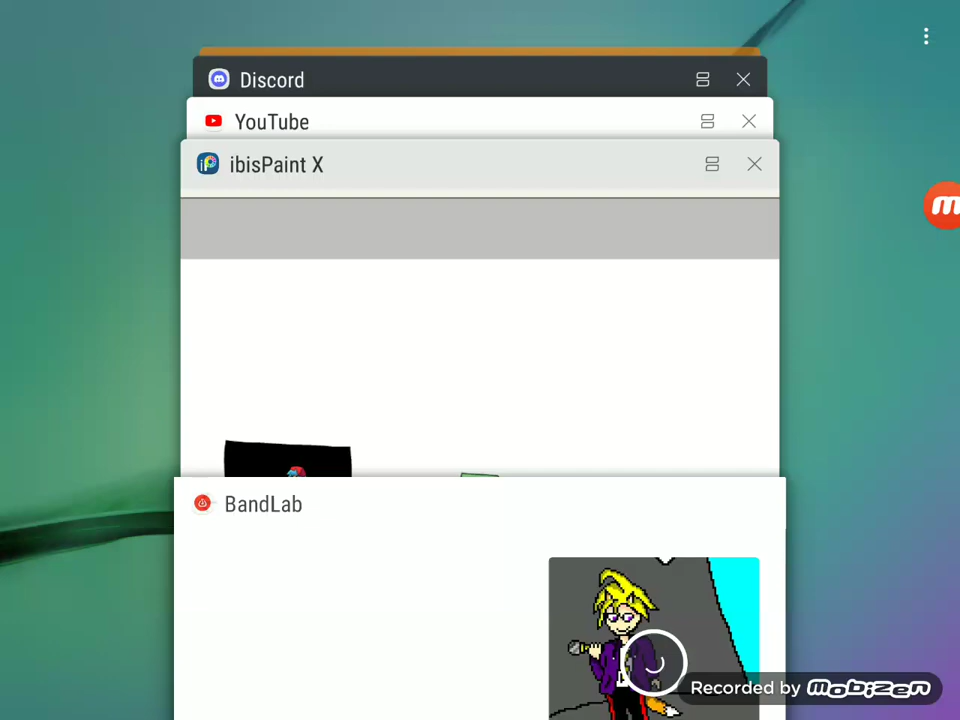 Discord
YouTube
ibisPaint X
BandLab
Recorded by Mobizen